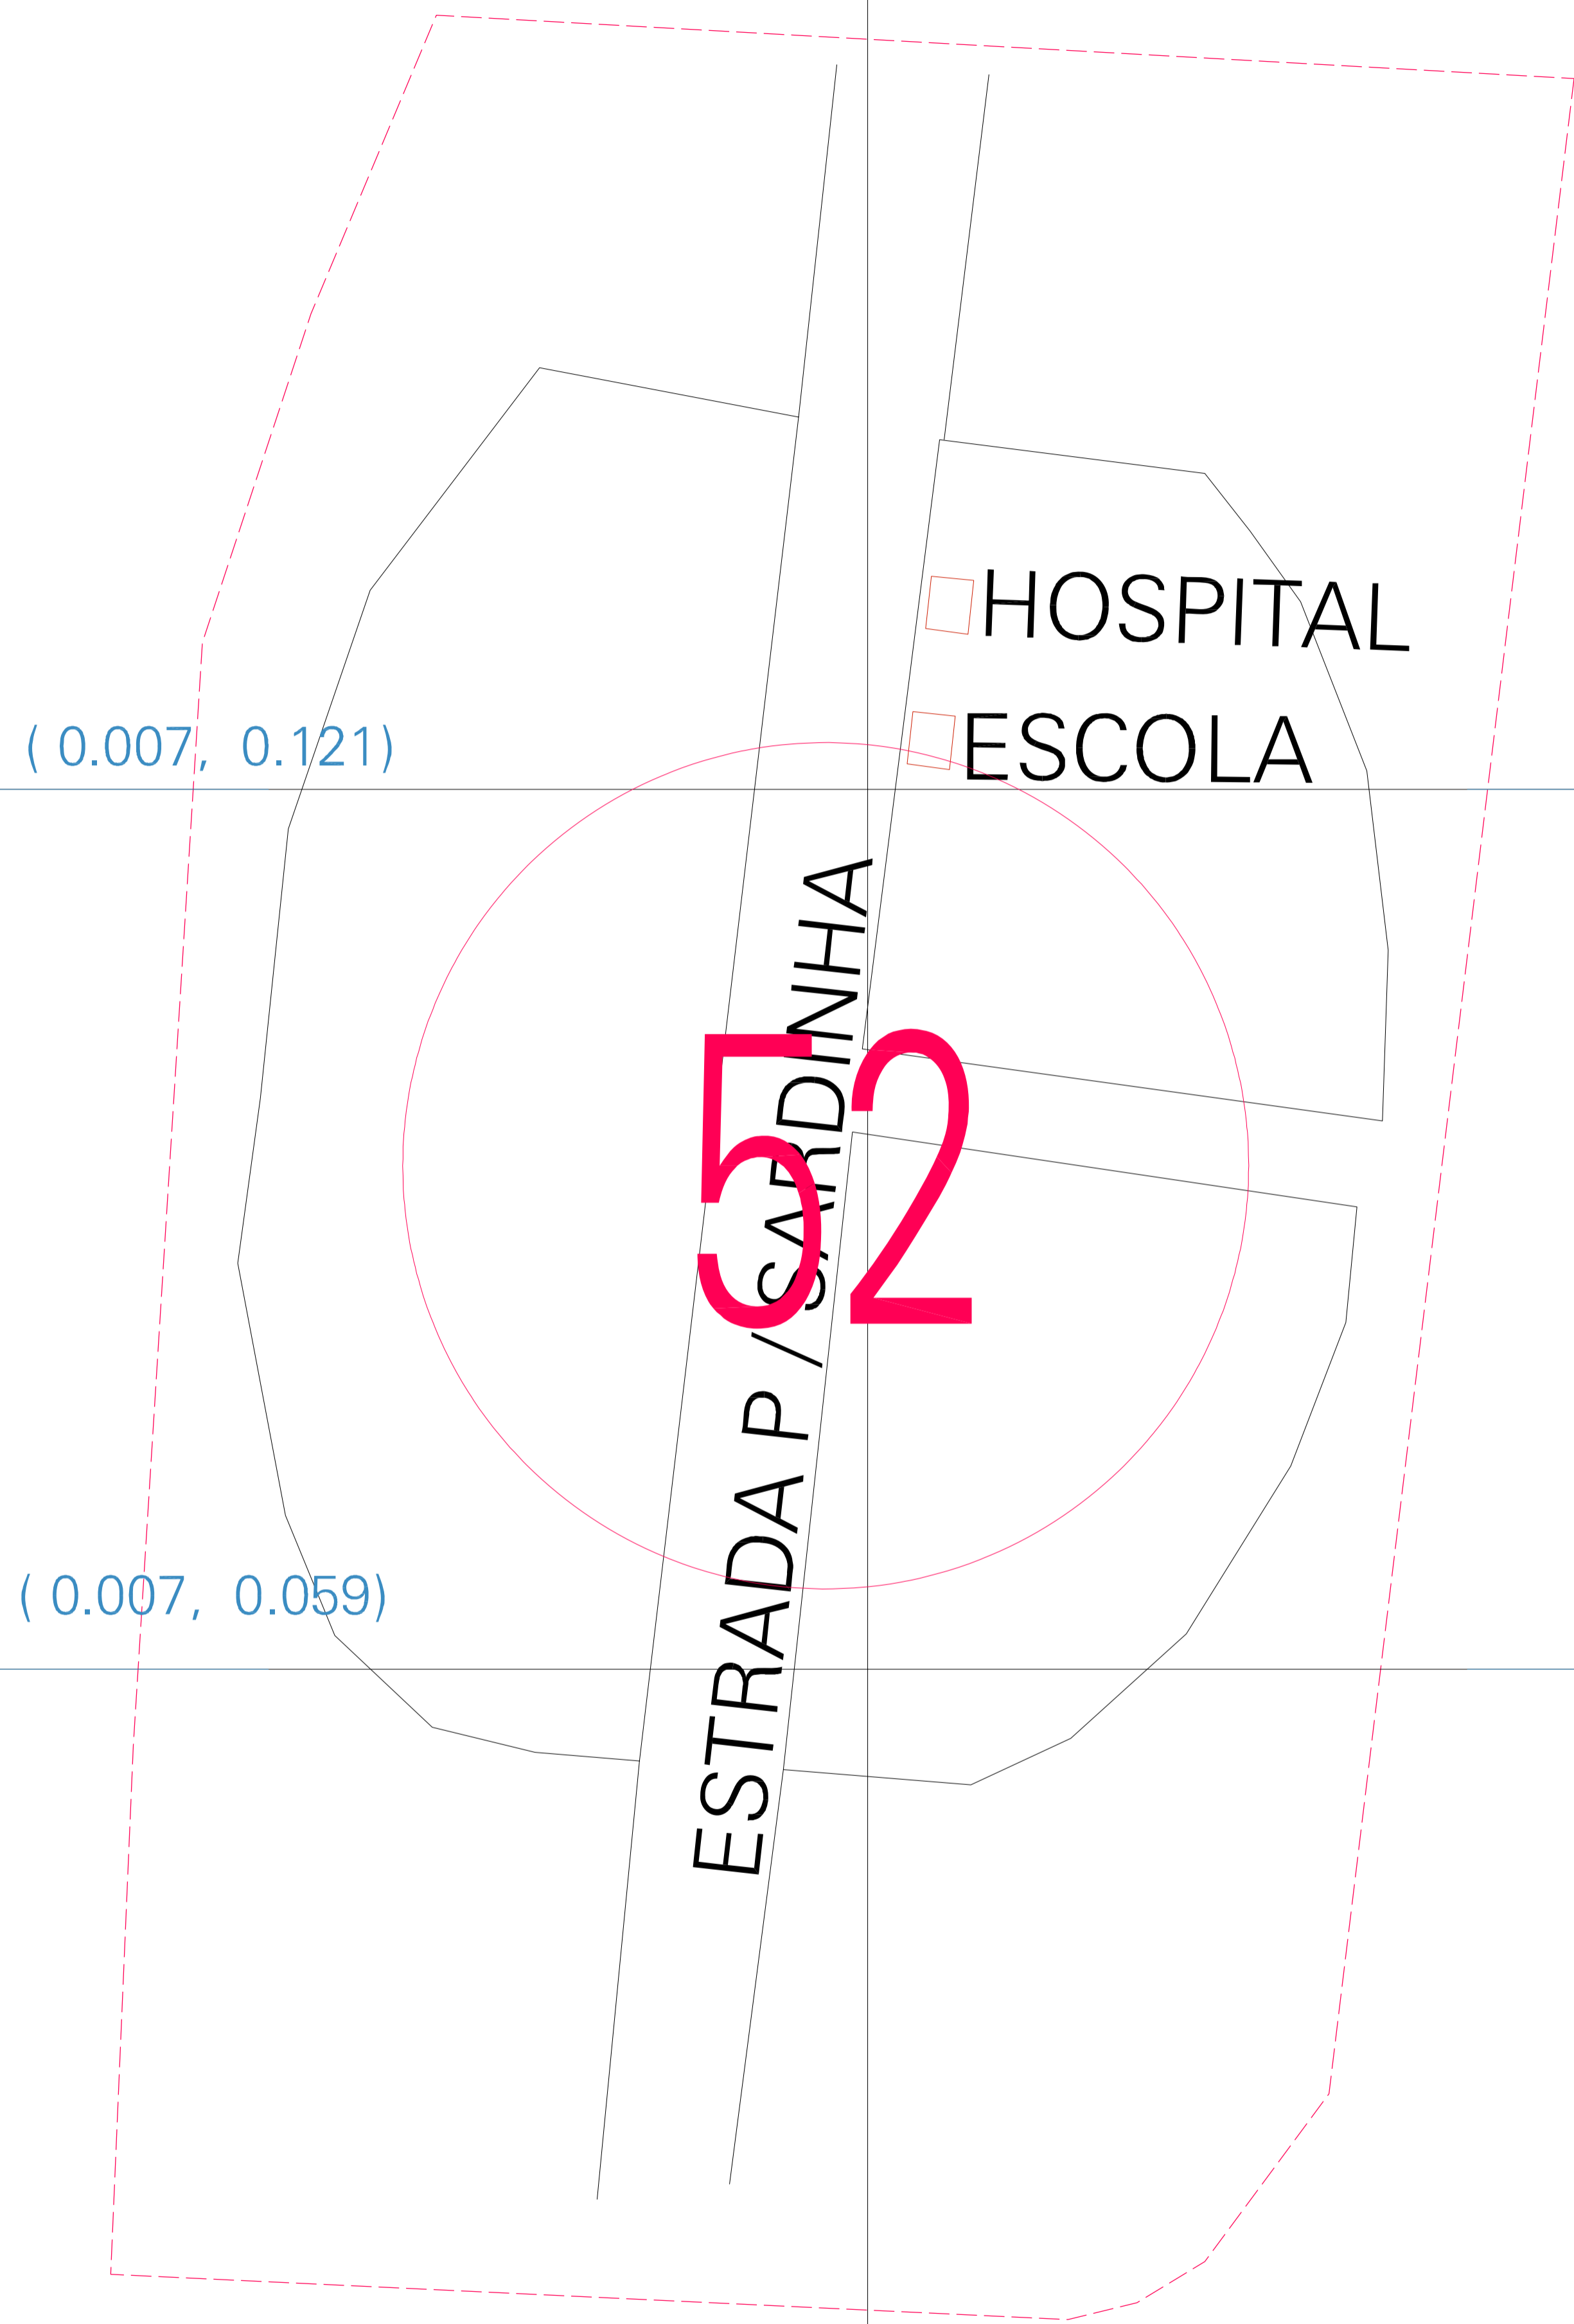 HOSPITAL
ESCOLA
( 0.007, 0.121)
ESTRADA P / SARDINHA
52
( 0.007, 0.059)